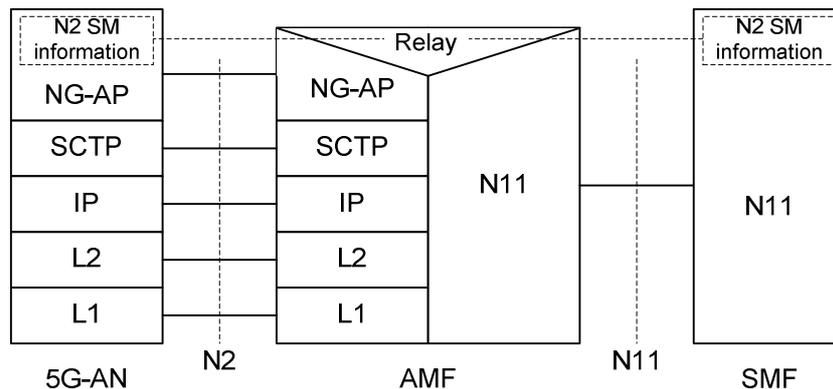 N2 SM
information
Relay
N2 SM
information
NG-AP
NG-AP
SCTP
SCTP
N11
IP
IP
N11
L2
L2
L1
L1
N2
N11
5G-AN
AMF
SMF